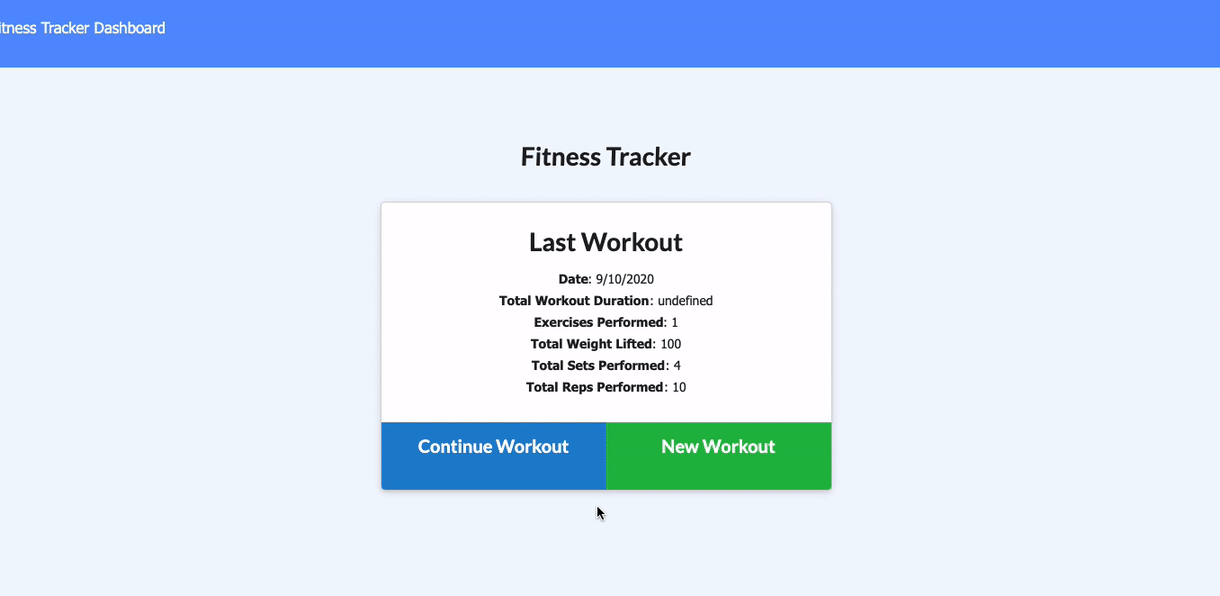 itness Tracker Dashboard
Fitness Tracker
Last Workout
Date: 9/10/2020
Total Workout Duration: undefined
Exercises Performed: 1
Total Weight Lifted: 100
Total Sets Performed: 4
Total Reps Performed: 10
Continue Workout
New Workout